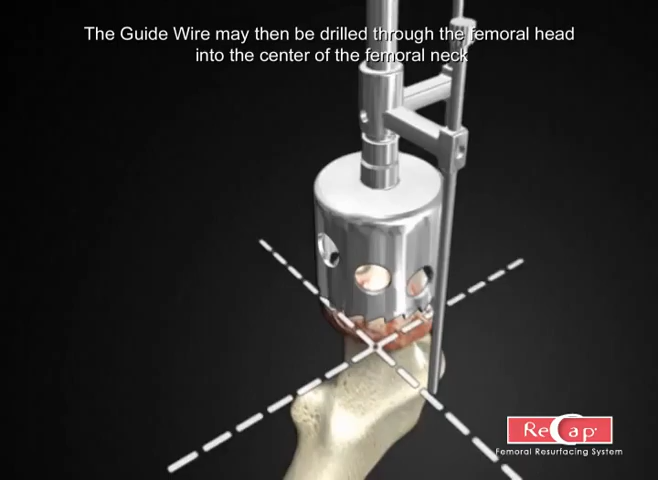 The Guide Wire may then be drilled through the femoral head
into the center of the femoral neck
ReCap
Femoral Resurfacing System